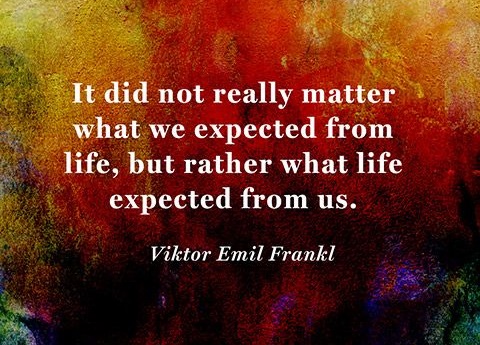 It did not really matter
what we expected from
life, but rather what life
expected from us.
Viktor Emil Frankl